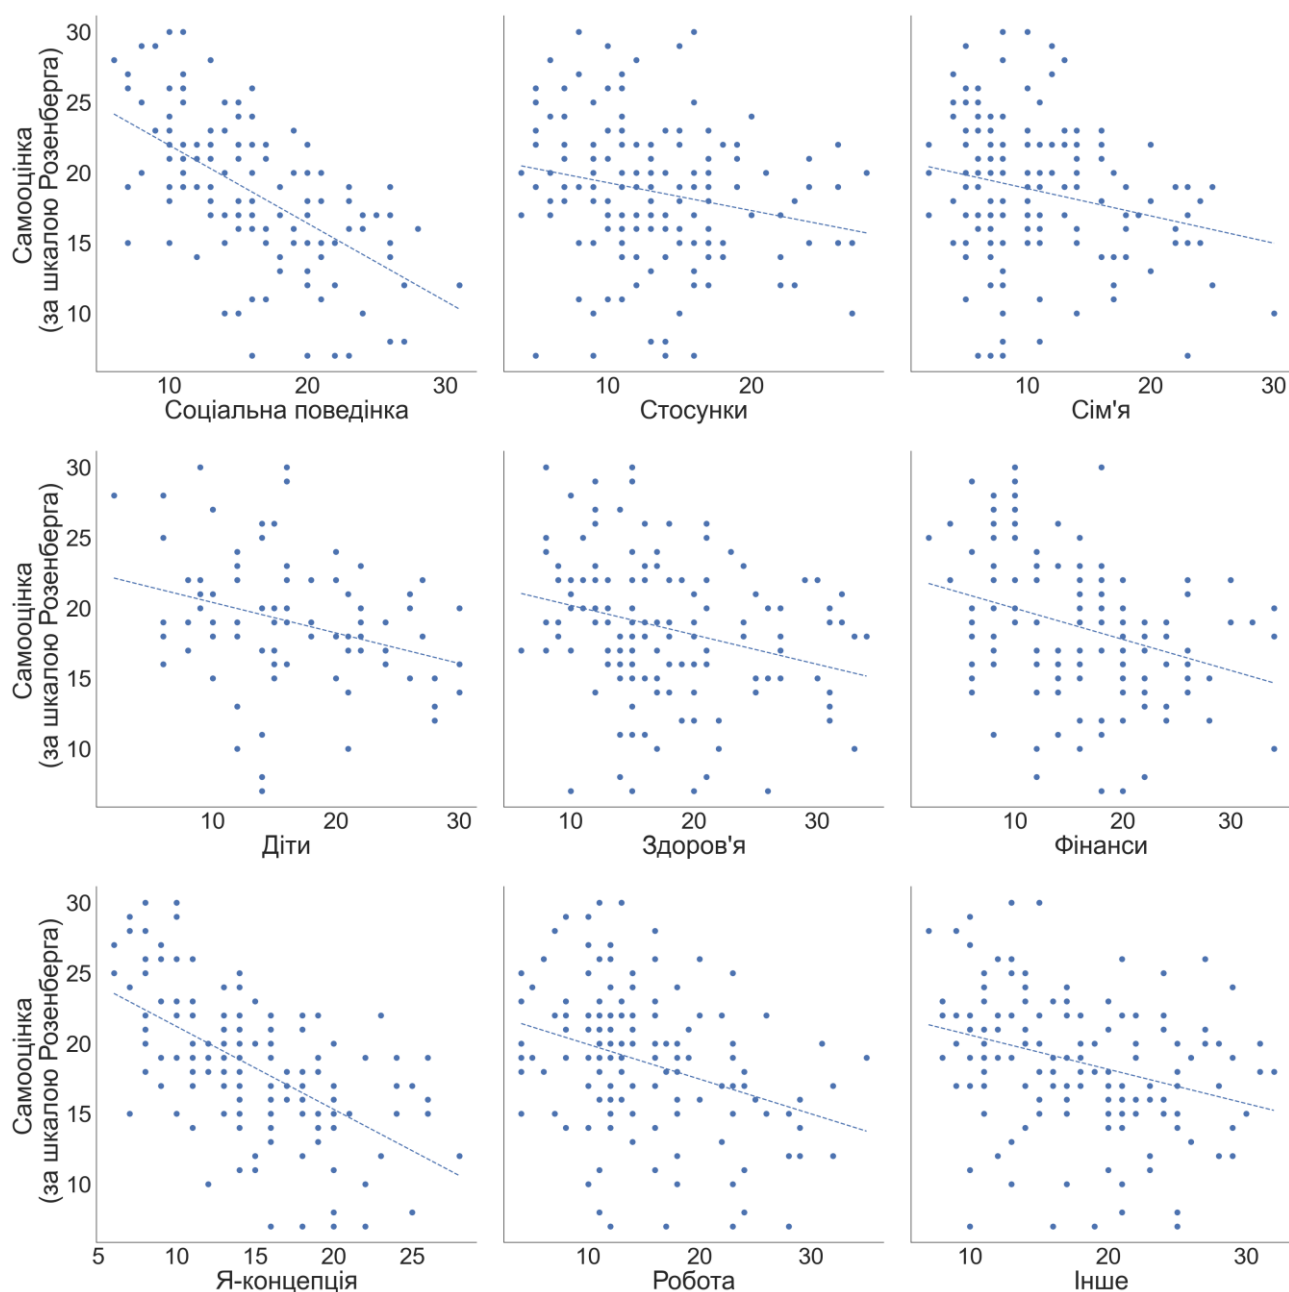 Самооцінка
(за шкалою Розенберга)
30
25
20
15
10
10 20 30
Соціальна поведінка
10 20
Стосунки
10 20 30
Сім'я
Самооцінка
(за шкалою Розенберга)
30
25
20
15
10
10 20 30
Діти
10 20 30
Здоров'я
10 20 30
Фінанси
Самооцінка
(за шкалою Розенберга)
30
25
20
15
10
5 10 15 20 25
Я-концепція
10 20 30
Робота
10 20 30
Інше